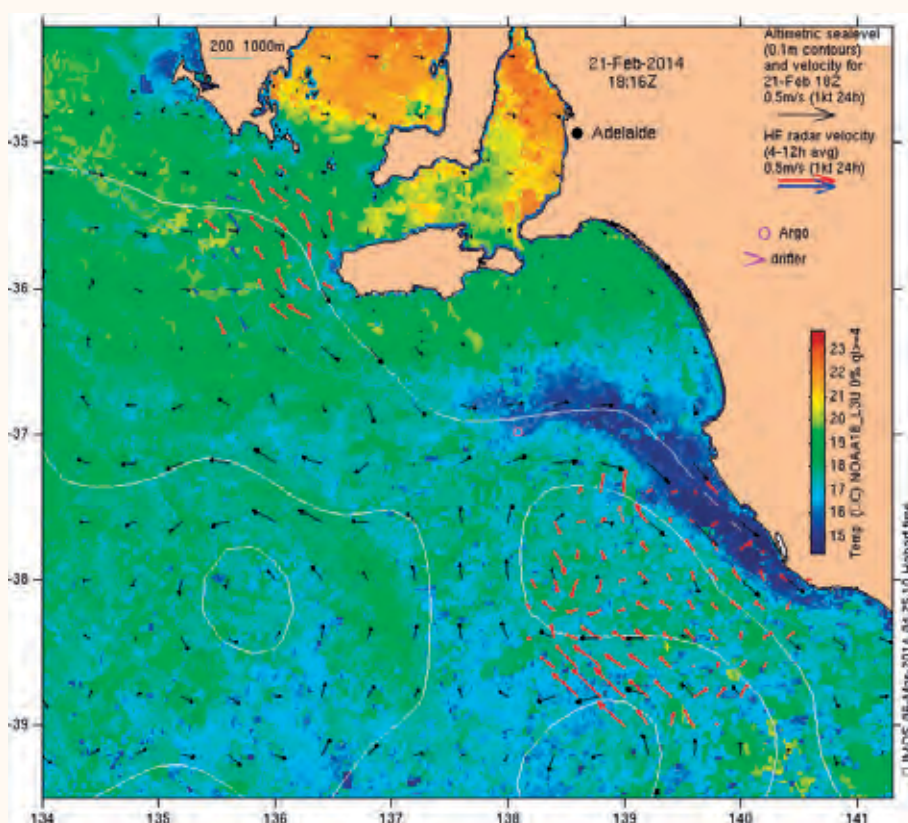 200 1000m
21-Feb-2014
18:16Z
Adelaide
Altimetric sealevel
(0.1m contours)
and velocity for
21-Feb 18Z
0.5m/s (1kt 24h)
HF radar velocity
(4-12h avg)
0.5m/s (1kt 24h)
Argo
drifter
-35
-36
-37
-38
-39
23
22
21
20
19
18
17
16
15
134
135
136
137
138
139
140
141